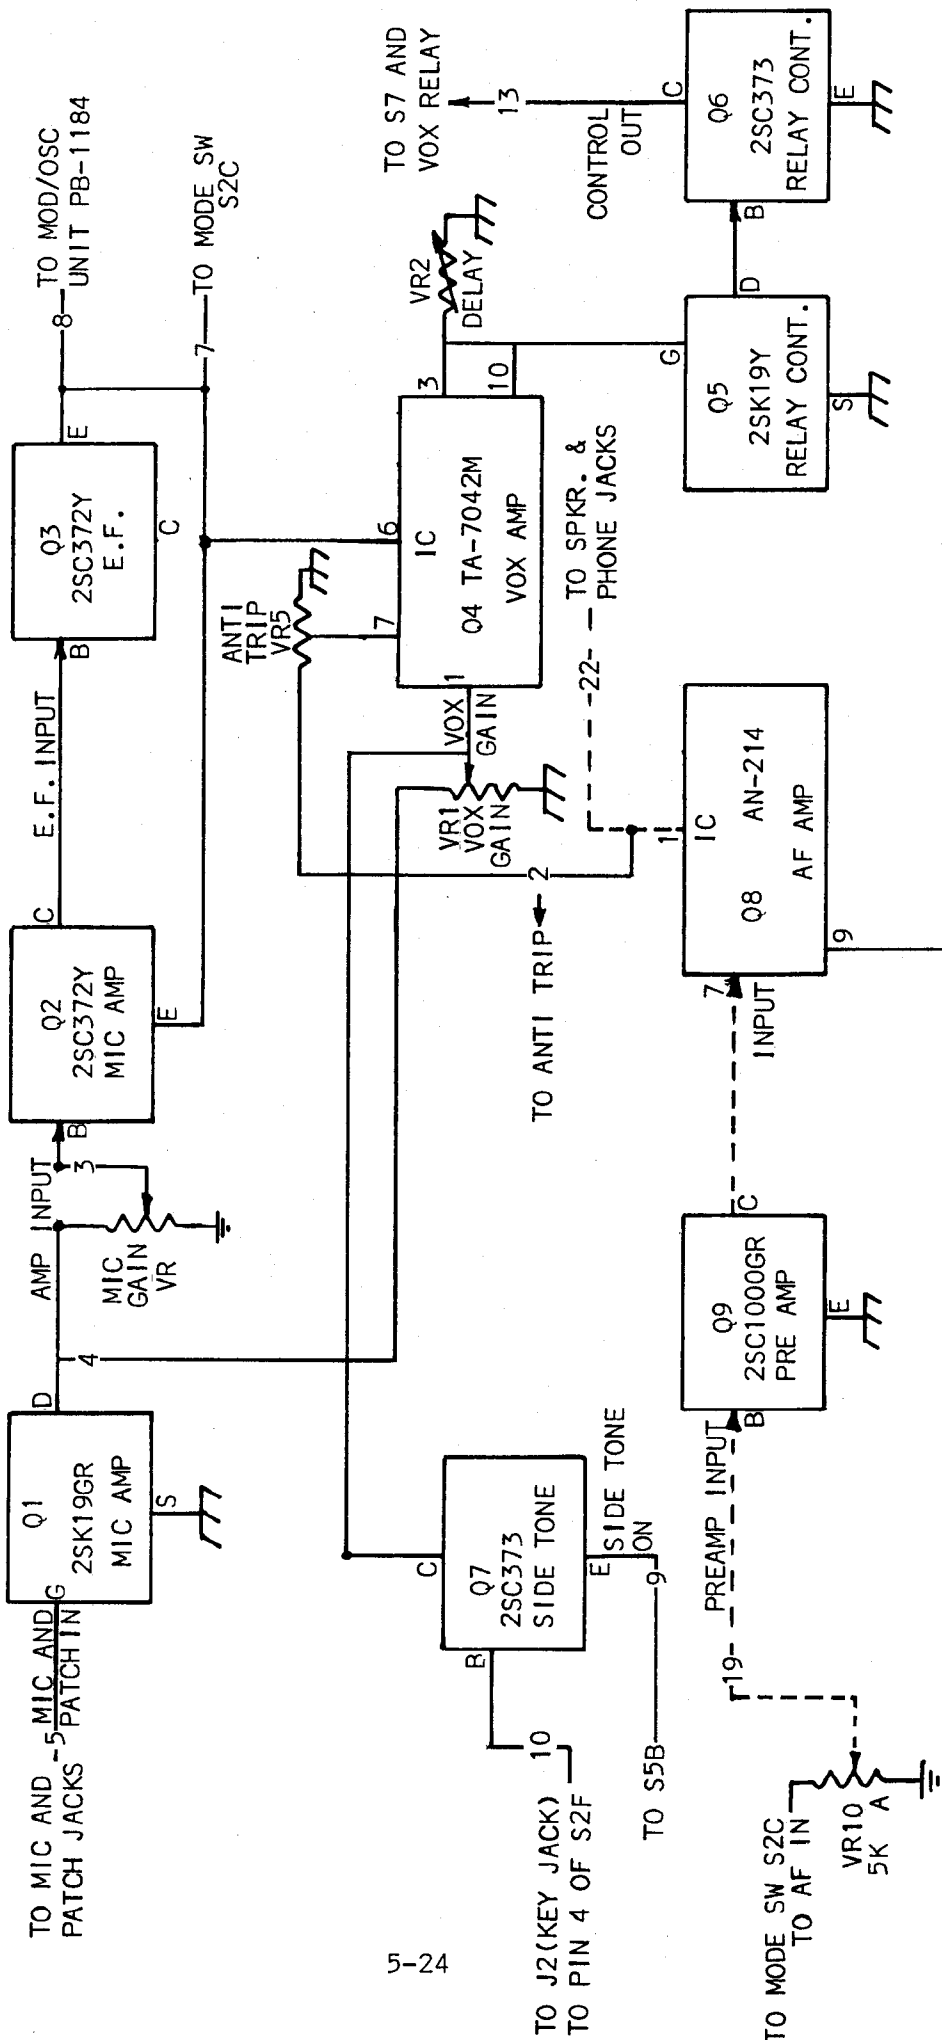 TO MIC AND
PATCH JACKS
5
MIC AND
PATCH IN
G
Q1
2SK19GR
MIC AMP
S
D
4
AMP INPUT
MIC
GAIN
VR
3
B
Q2
2SC372Y
MIC AMP
E
C
E.F. INPUT
B
Q3
2SC372Y
E.F.
C
E
8
TO MOD/OSC
UNIT PB-1184
7
TO MODE SW
S2C
ANTI
TRIP
VR5
7
6
IC
Q4 TA-7042M
VOX AMP
1
VOX
GAIN
VR1
VOX
GAIN
3
10
VR2
DELAY
TO S7 AND
VOX RELAY
13
CONTROL
OUT
C
Q6
2SC373
RELAY CONT.
E
B
D
G
Q5
2SK19Y
RELAY CONT.
S
TO J2(KEY JACK)
TO PIN 4 OF S2F
10
B
C
Q7
2SC373
SIDE TONE
E
SIDE TONE
ON
9
TO S5B
TO ANTI TRIP
2
22
TO SPKR. &
PHONE JACKS
TO MODE SW S2C
TO AF IN
VR10
5K A
19
PREAMP INPUT
B
Q9
2SC1000GR
PRE AMP
E
C
7
INPUT
1
IC
Q8 AN-214
AF AMP
9
5-24